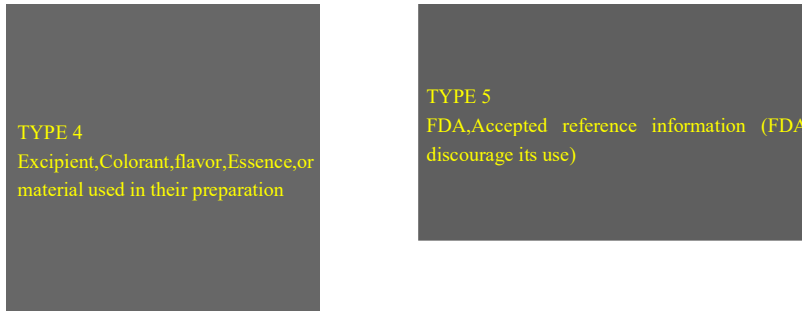 TYPE 4
Excipient,Colorant,flavor,Essence,or
material used in their preparation
TYPE 5
FDA,Accepted reference information (FDA
discourage its use)